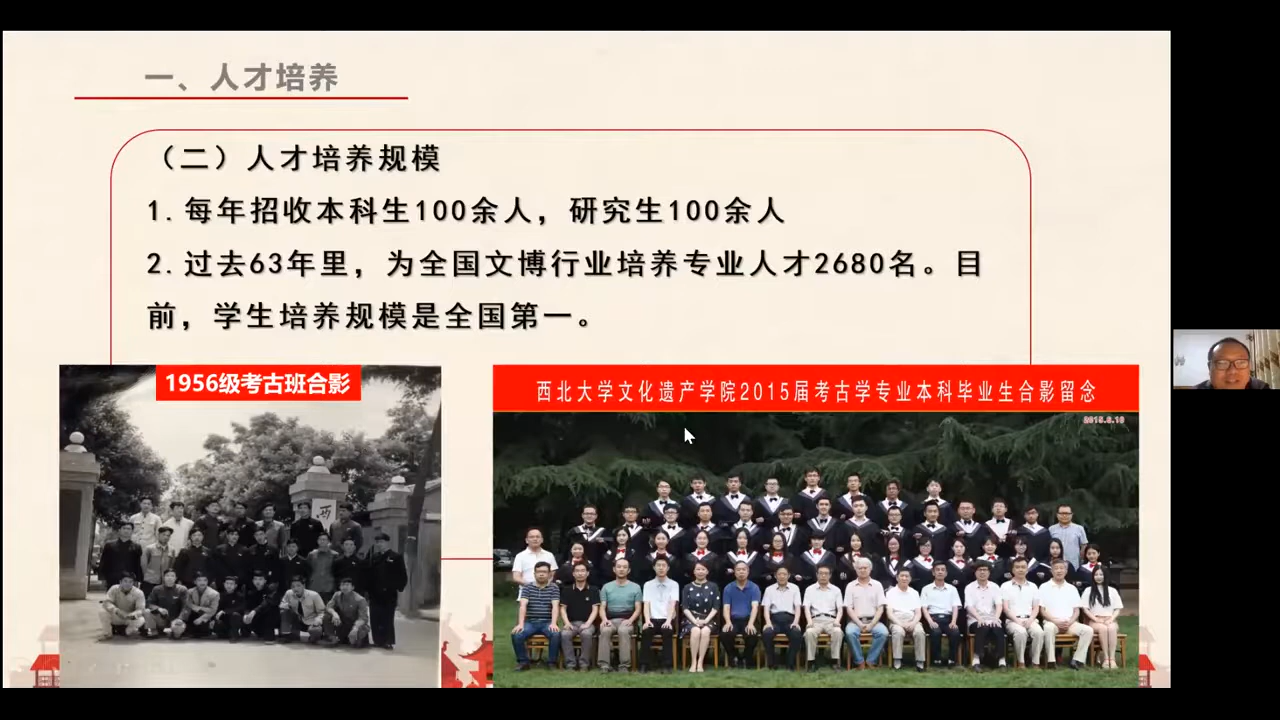 一、人才培养
（二）人才培养规模
1.每年招收本科生100余人，研究生100余人
2.过去63年里，为全国文博行业培养专业人才2680名。目
前，学生培养规模是全国第一。
1956级考古班合影
西北大学文化遗产学院2015届考古学专业本科毕业生合影留念
2015.6.10
西